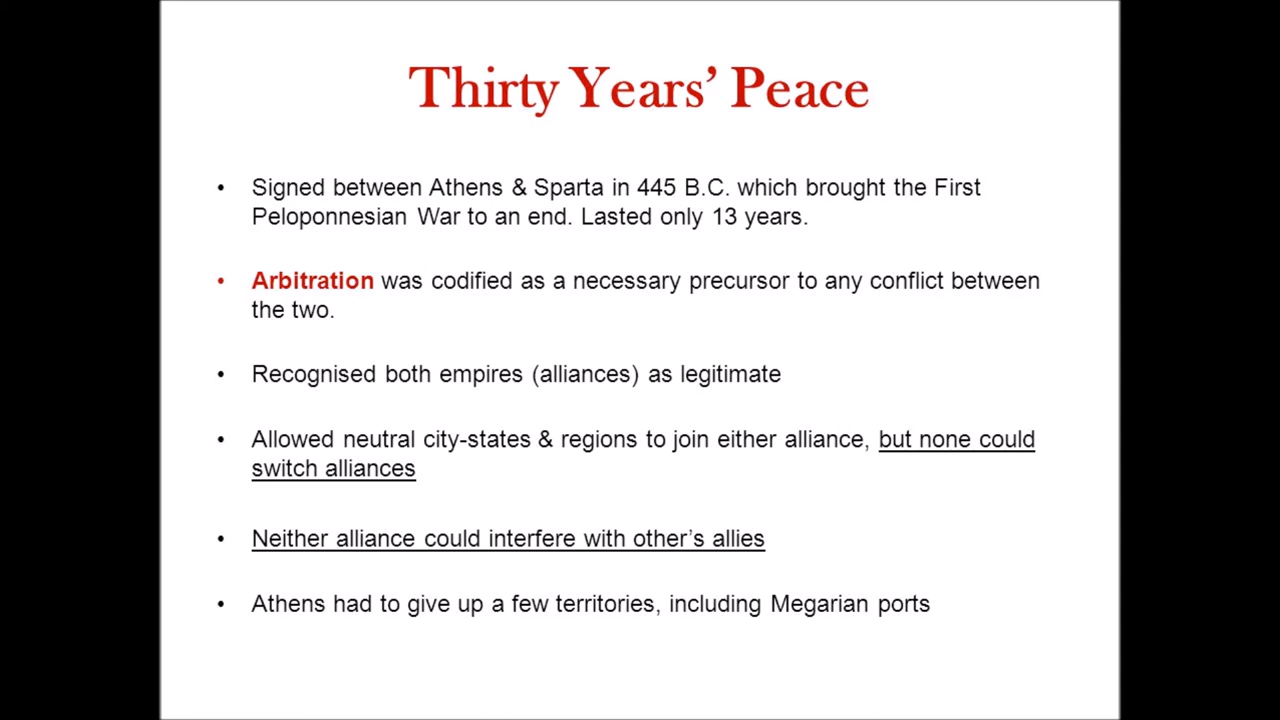 Thirty Years’ Peace
• Signed between Athens & Sparta in 445 B.C. which brought the First
Peloponnesian War to an end. Lasted only 13 years.
• Arbitration was codified as a necessary precursor to any conflict between
the two.
• Recognised both empires (alliances) as legitimate
• Allowed neutral city-states & regions to join either alliance, but none could
switch alliances
• Neither alliance could interfere with other’s allies
• Athens had to give up a few territories, including Megarian ports